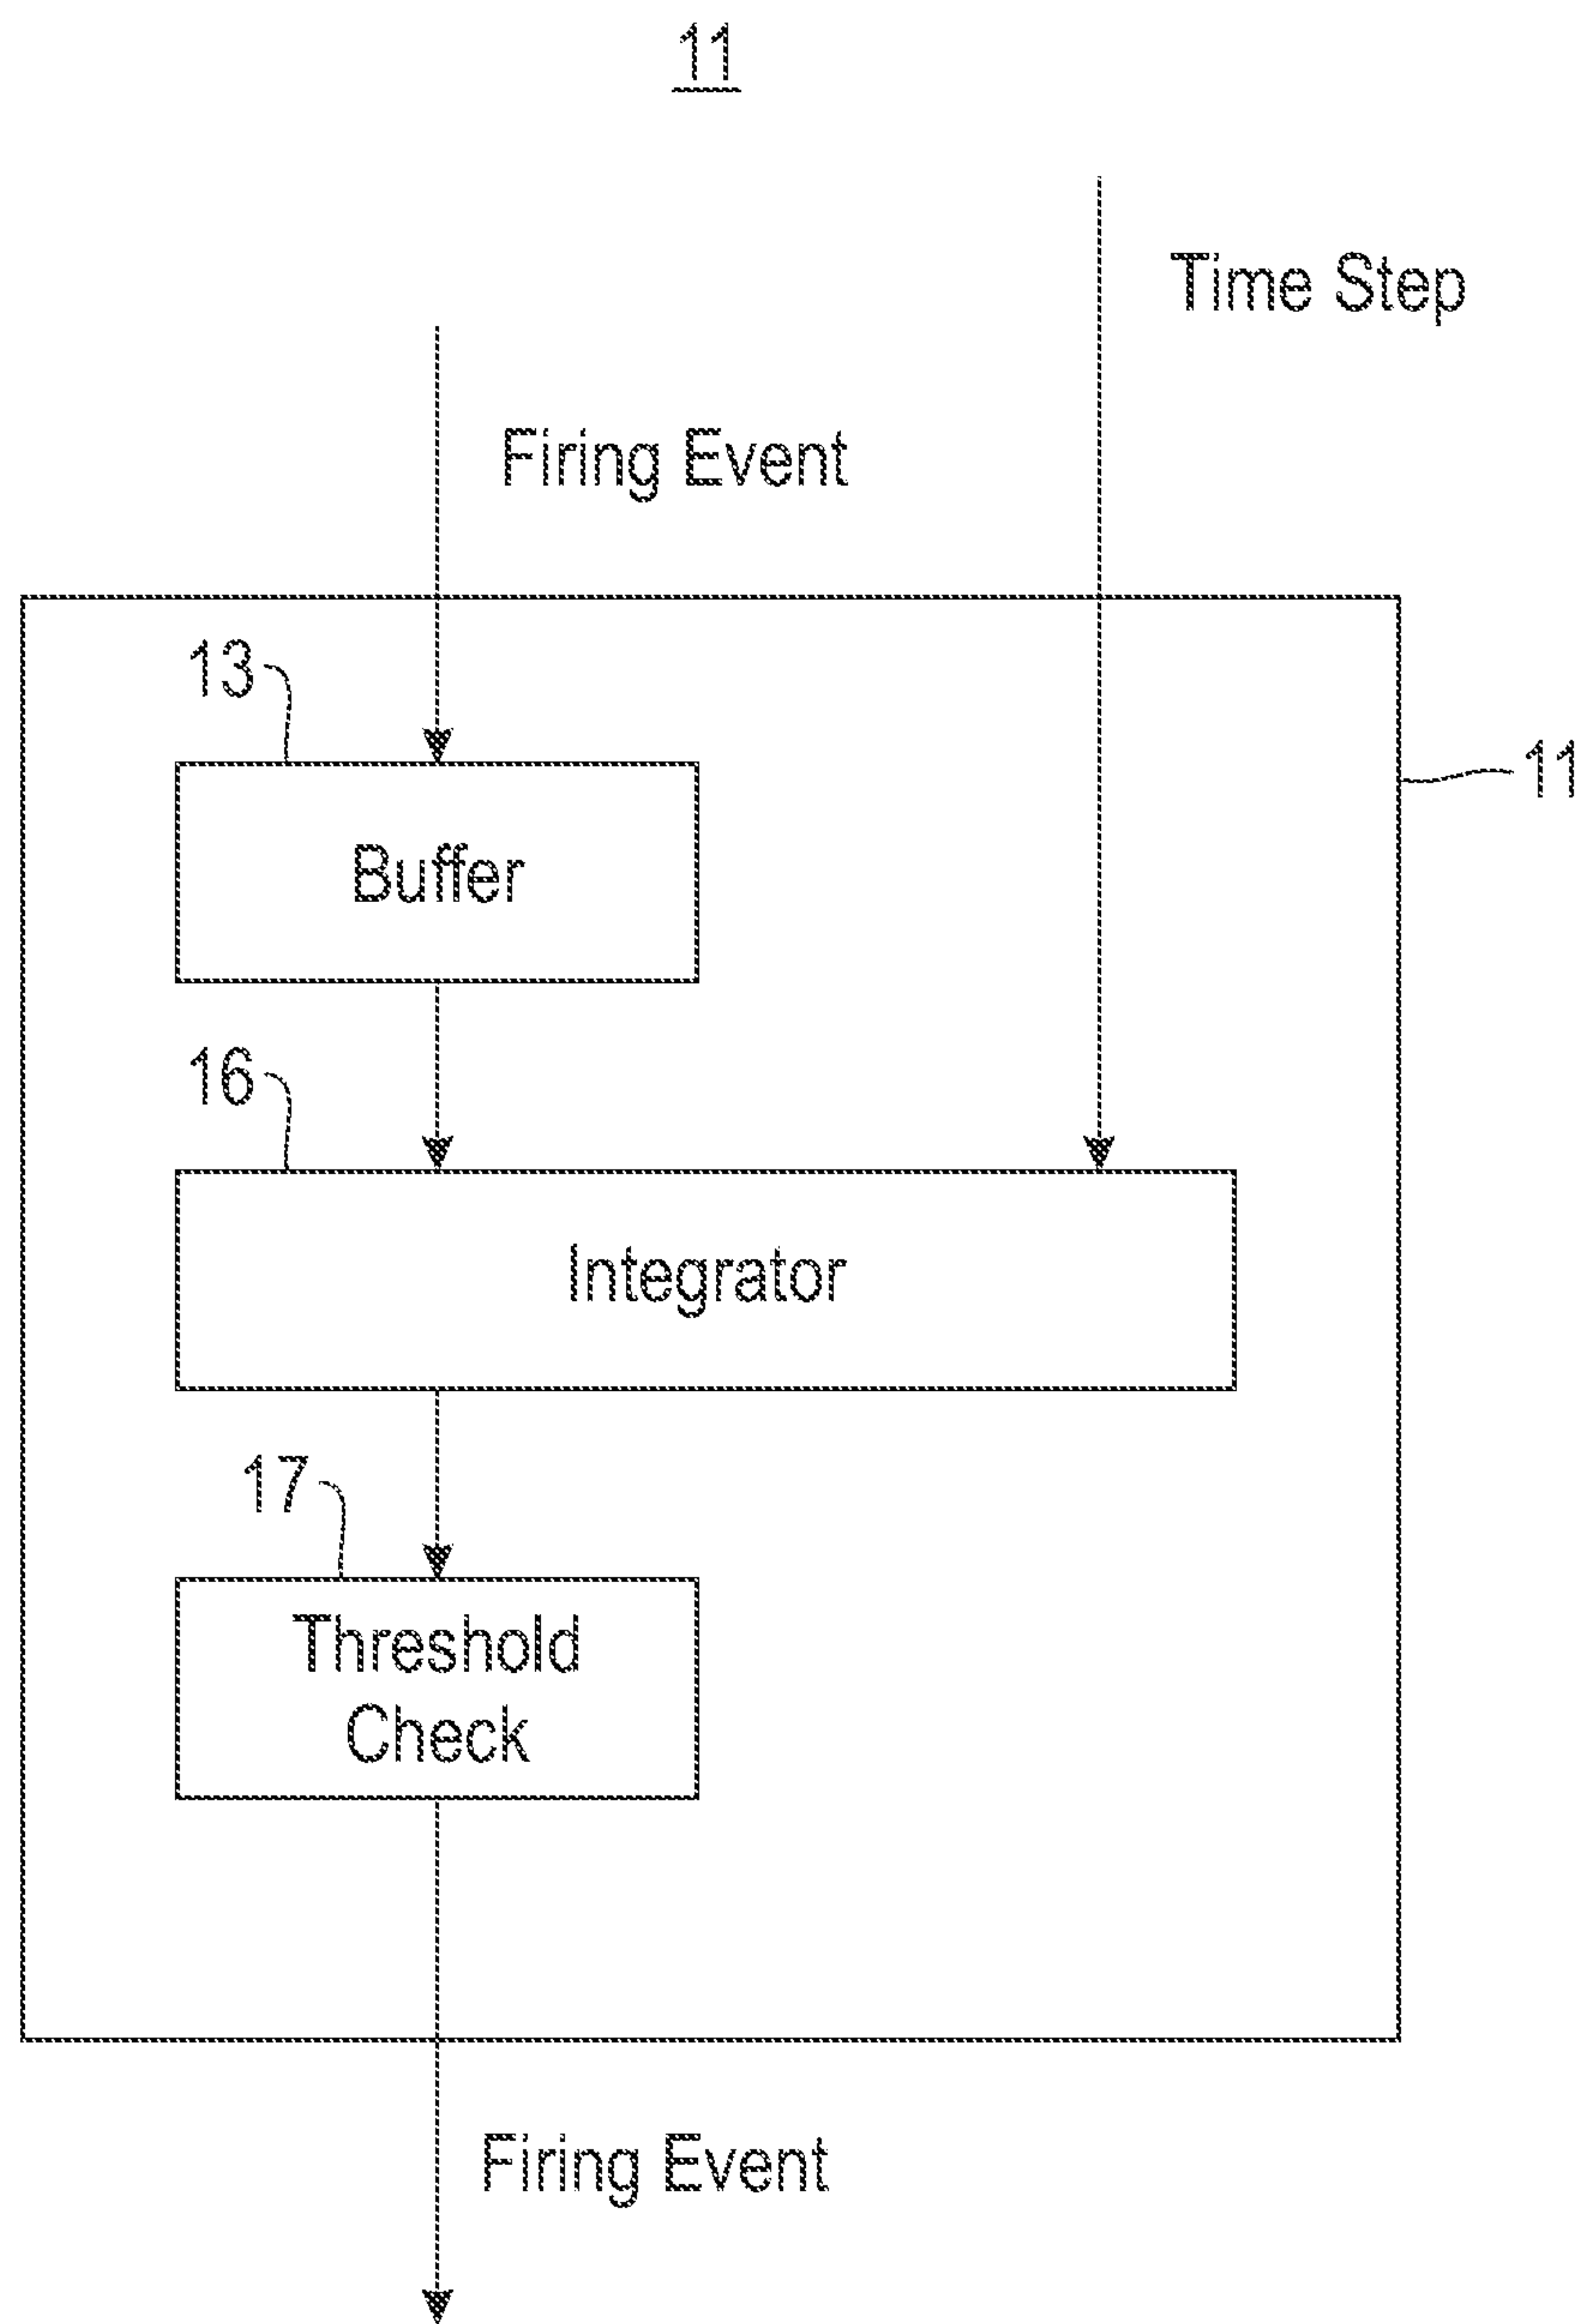 11
Time Step
Firing Event
13
11
Buffer
16
Integrator
17
Threshold
Check
Firing Event